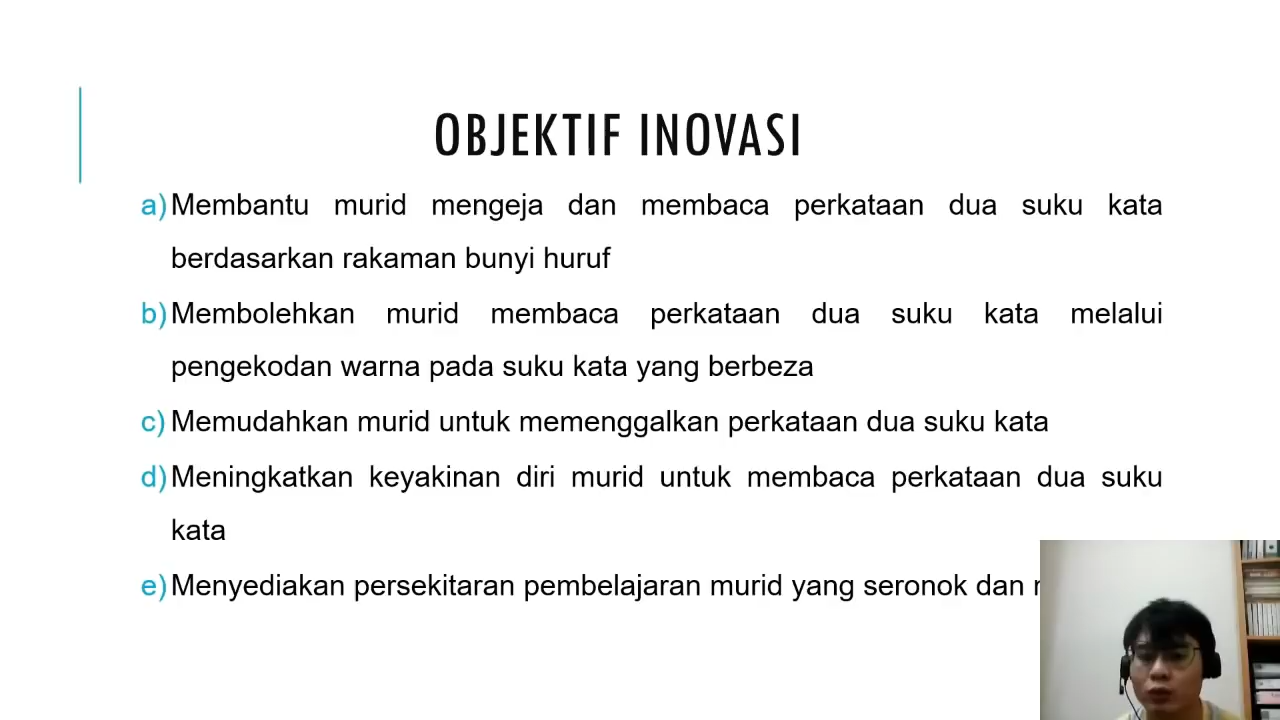 OBJEKTIF INOVASI
a) Membantu murid mengeja dan membaca perkataan dua suku kata
berdasarkan rakaman bunyi huruf
b) Membolehkan murid membaca perkataan dua suku kata melalui
pengekodan warna pada suku kata yang berbeza
c) Memudahkan murid untuk memenggalkan perkataan dua suku kata
d) Meningkatkan keyakinan diri murid untuk membaca perkataan dua suku
kata
e) Menyediakan persekitaran pembelajaran murid yang seronok dan